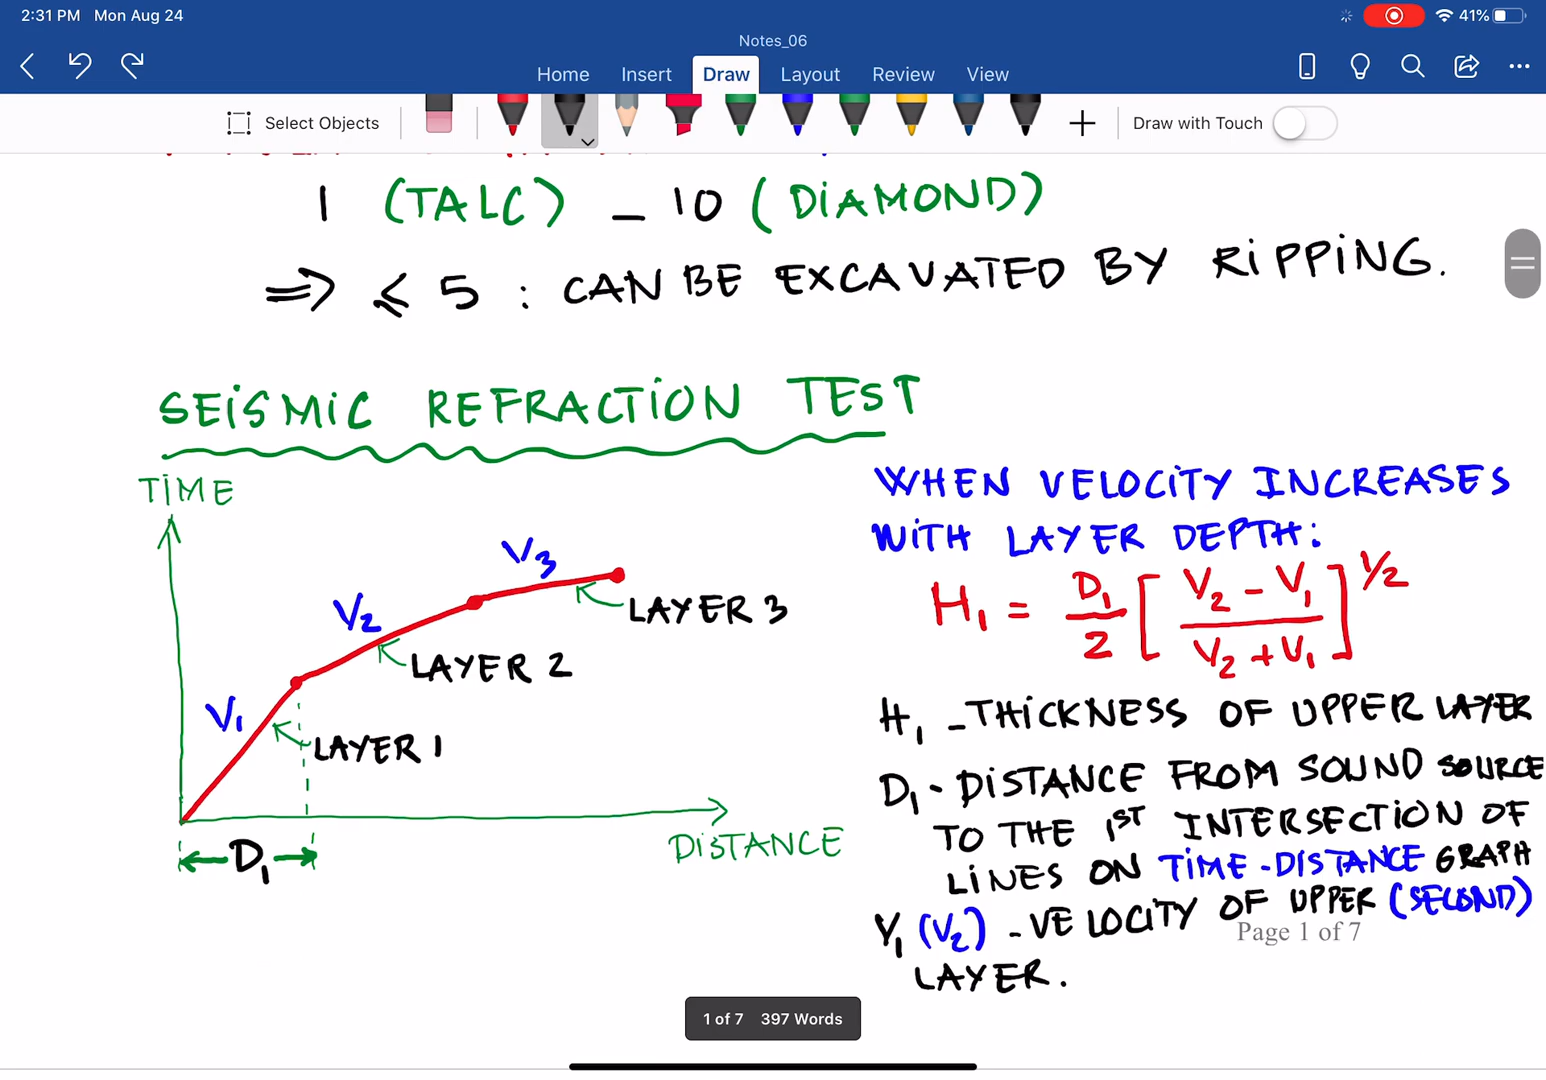 2:31 PM Mon Aug 24
41%
Notes_06
Home Insert Draw Layout Review View
Select Objects
Draw with Touch
1 (TALC) – 10 (DiAMOND)
⇒ ≤ 5 : CAN BE EXCAVATED BY RiPPiNG.
SEiSMiC REFRACTiON TEST
TiME
V3
LAYER 3
V2
LAYER 2
V1
LAYER 1
D1
DiSTANCE
WHEN VELOCiTY INCREASES
WiTH LAYER DEPTH:
H1 = D1/2 [ V2 - V1 / V2 + V1 ]^1/2
H1 - THiCKNESS OF UPPER LAYER
D1 - DiSTANCE FROM SOUND SOURCE
TO THE 1ST INTERSECTiON OF
LiNES ON TiME-DiSTANCE GRAPH
V1 (V2) - VELOCiTY OF UPPER (SECOND)
LAYER.
Page 1 of 7
1 of 7 397 Words